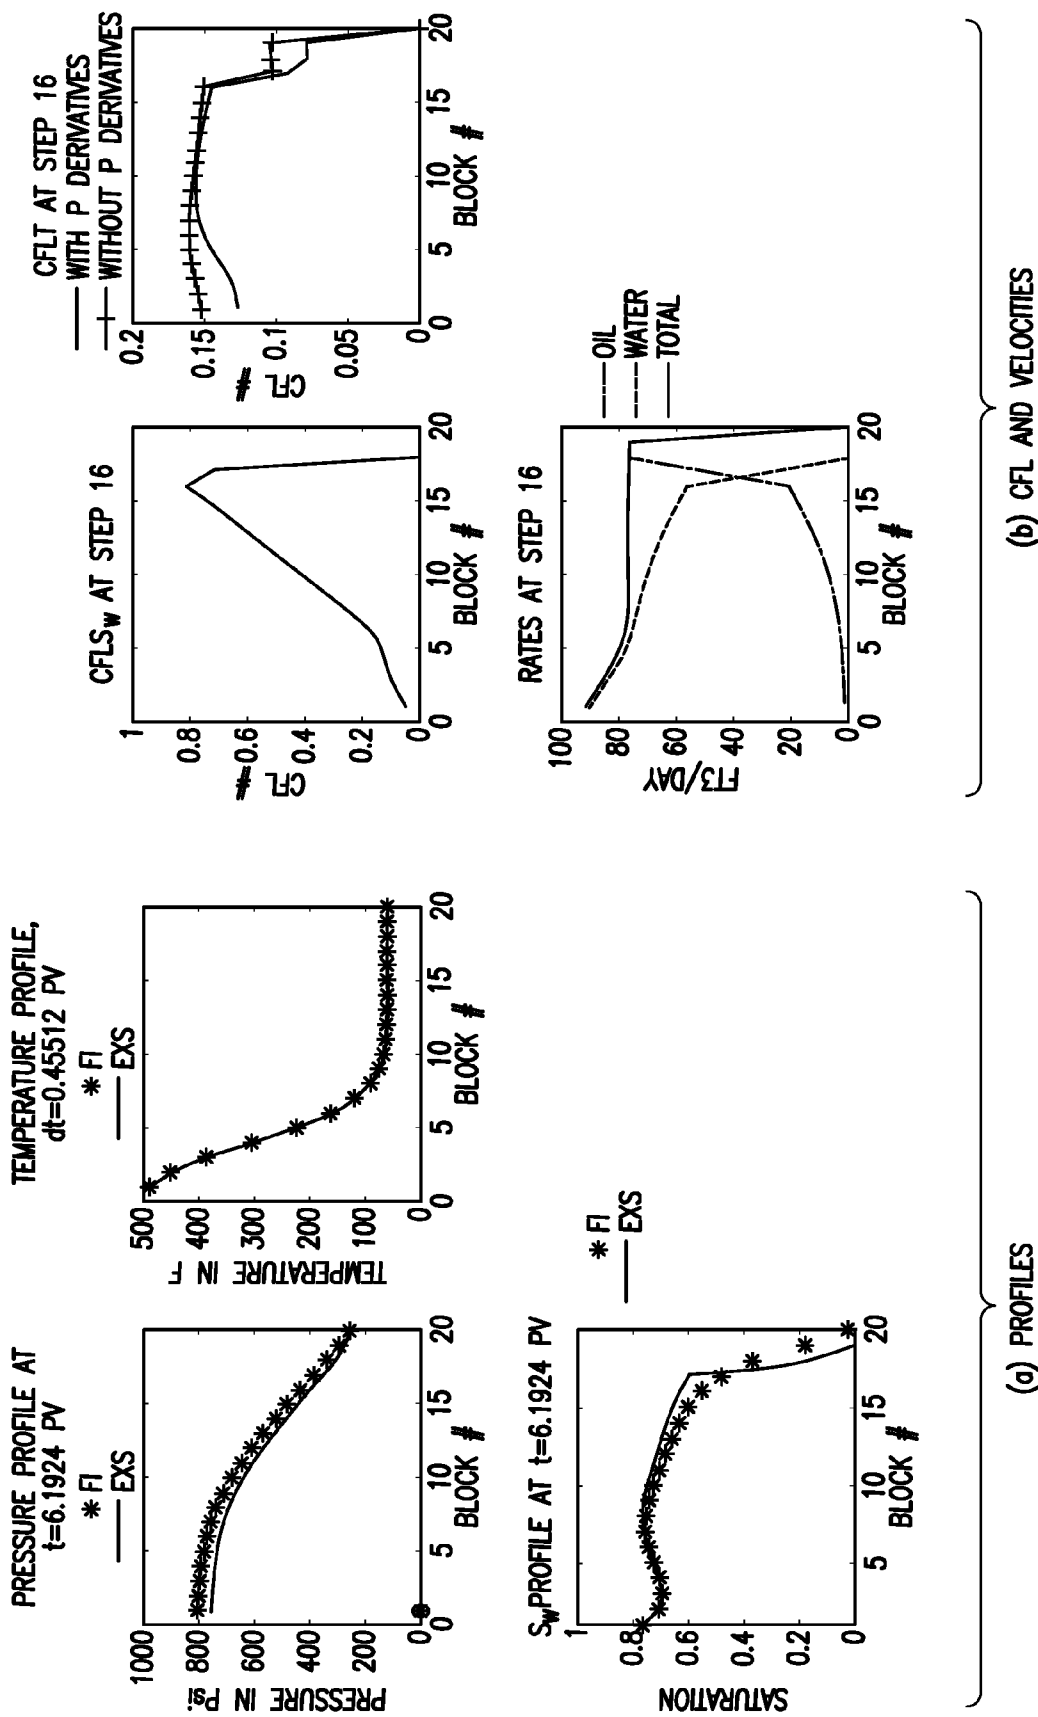 PRESSURE PROFILE AT
t=6.1924 PV
FI
EXS
PRESSURE IN Psi
1000
800
600
400
200
0
0
5
10
15
20
BLOCK #
TEMPERATURE PROFILE,
dt=0.45512 PV
FI
EXS
TEMPERATURE IN F
500
400
300
200
100
0
0
5
10
15
20
BLOCK #
SwPROFILE AT t=6.1924 PV
FI
EXS
SATURATION
1
0.8
0.6
0.4
0.2
0
5
10
15
20
BLOCK #
(a) PROFILES
CFLSw AT STEP 16
CFL #
1
0.8
0.6
0.4
0.2
0
0
5
10
15
20
BLOCK #
CFLT AT STEP 16
WITH P DERIVATIVES
WITHOUT P DERIVATIVES
CFL #
0.2
0.15
0.1
0.05
0
0
5
10
15
20
BLOCK #
RATES AT STEP 16
OIL
WATER
TOTAL
FT3/DAY
100
80
60
40
20
0
0
5
10
15
20
BLOCK #
(b) CFL AND VELOCITIES